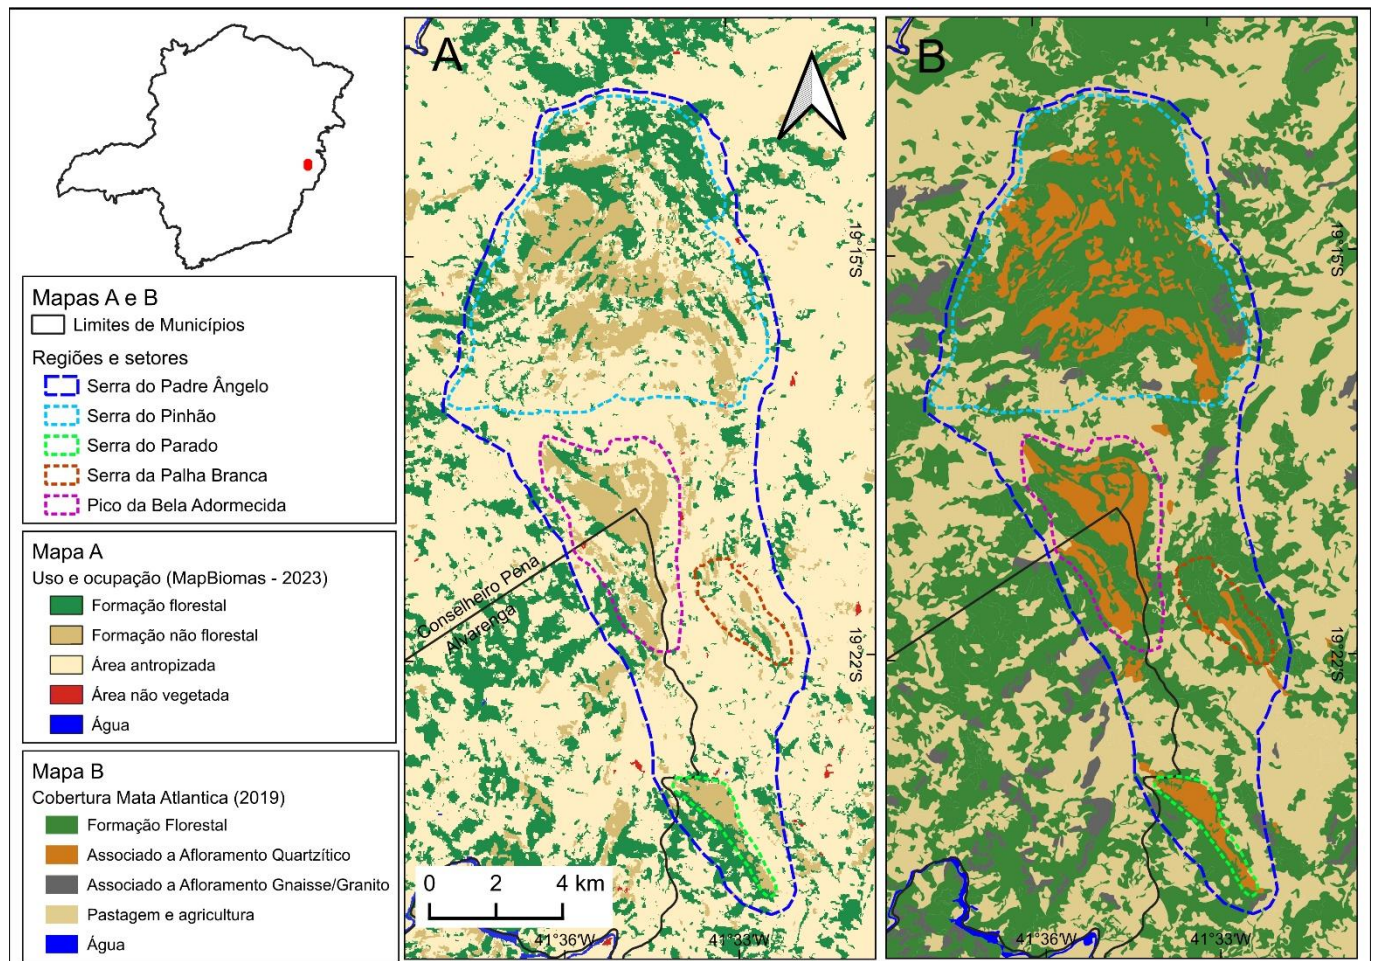 Mapas A e B
Limites de Municípios
Regiões e setores
Serra do Padre Ângelo
Serra do Pinhão
Serra do Parado
Serra da Palha Branca
Pico da Bela Adormecida
Mapa A
Uso e ocupação (MapBiomas - 2023)
Formação florestal
Formação não florestal
Área antropizada
Área não vegetada
Água
Mapa B
Cobertura Mata Atlantica (2019)
Formação Florestal
Associado a Afloramento Quartzítico
Associado a Afloramento Gnaisse/Granito
Pastagem e agricultura
Água
A
19°15'S
Conselheiro Pena
Alvarenga
19°22'S
0 2 4 km
41°36'W 41°33'W
B
19°15'S
19°22'S
41°36'W 41°33'W